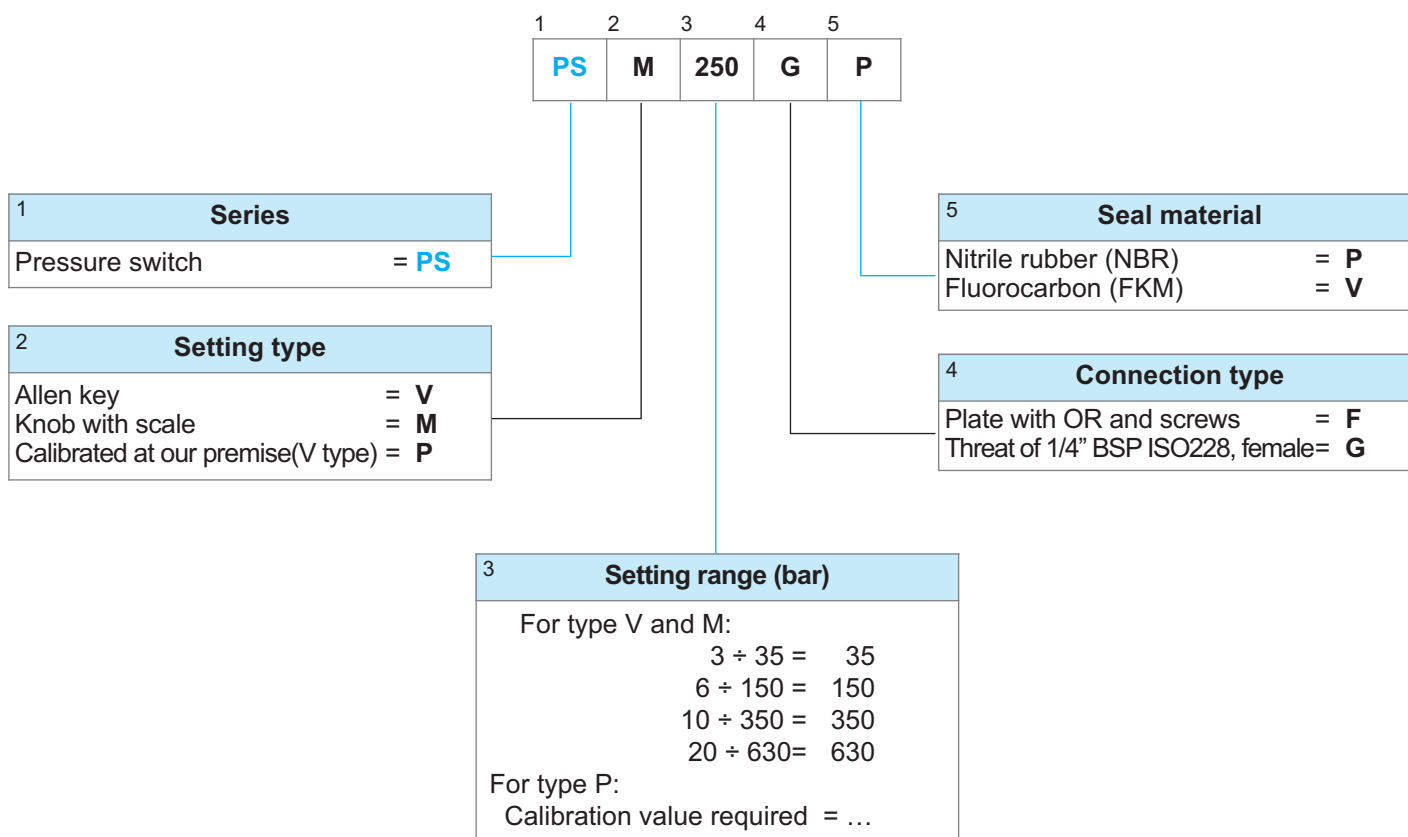 1 2 3 4 5
PS M 250 G P
1 Series
Pressure switch = PS
2 Setting type
Allen key = V
Knob with scale = M
Calibrated at our premise(V type) = P
5 Seal material
Nitrile rubber (NBR) = P
Fluorocarbon (FKM) = V
4 Connection type
Plate with OR and screws = F
Threat of 1/4” BSP ISO228, female= G
3 Setting range (bar)
For type V and M:
3 ÷ 35 = 35
6 ÷ 150 = 150
10 ÷ 350 = 350
20 ÷ 630= 630
For type P:
Calibration value required = …